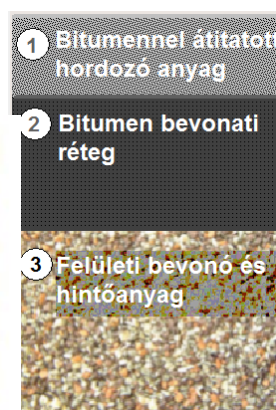 1 Bitumennel átitatott
hordozó anyag
2 Bitumen bevonati
réteg
3 Felületi bevonó és
hintőanyag